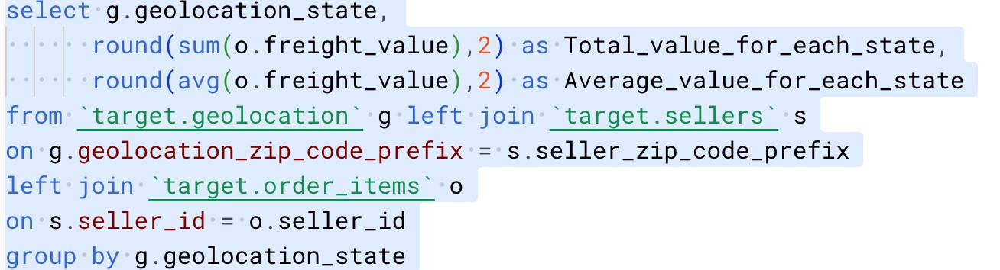 select g.geolocation_state,
round(sum(o.freight_value),2) as Total_value_for_each_state,
round(avg(o.freight_value),2) as Average_value_for_each_state
from `target.geolocation` g left join `target.sellers` s
on g.geolocation_zip_code_prefix = s.seller_zip_code_prefix
left join `target.order_items` o
on s.seller_id = o.seller_id
group by g.geolocation_state